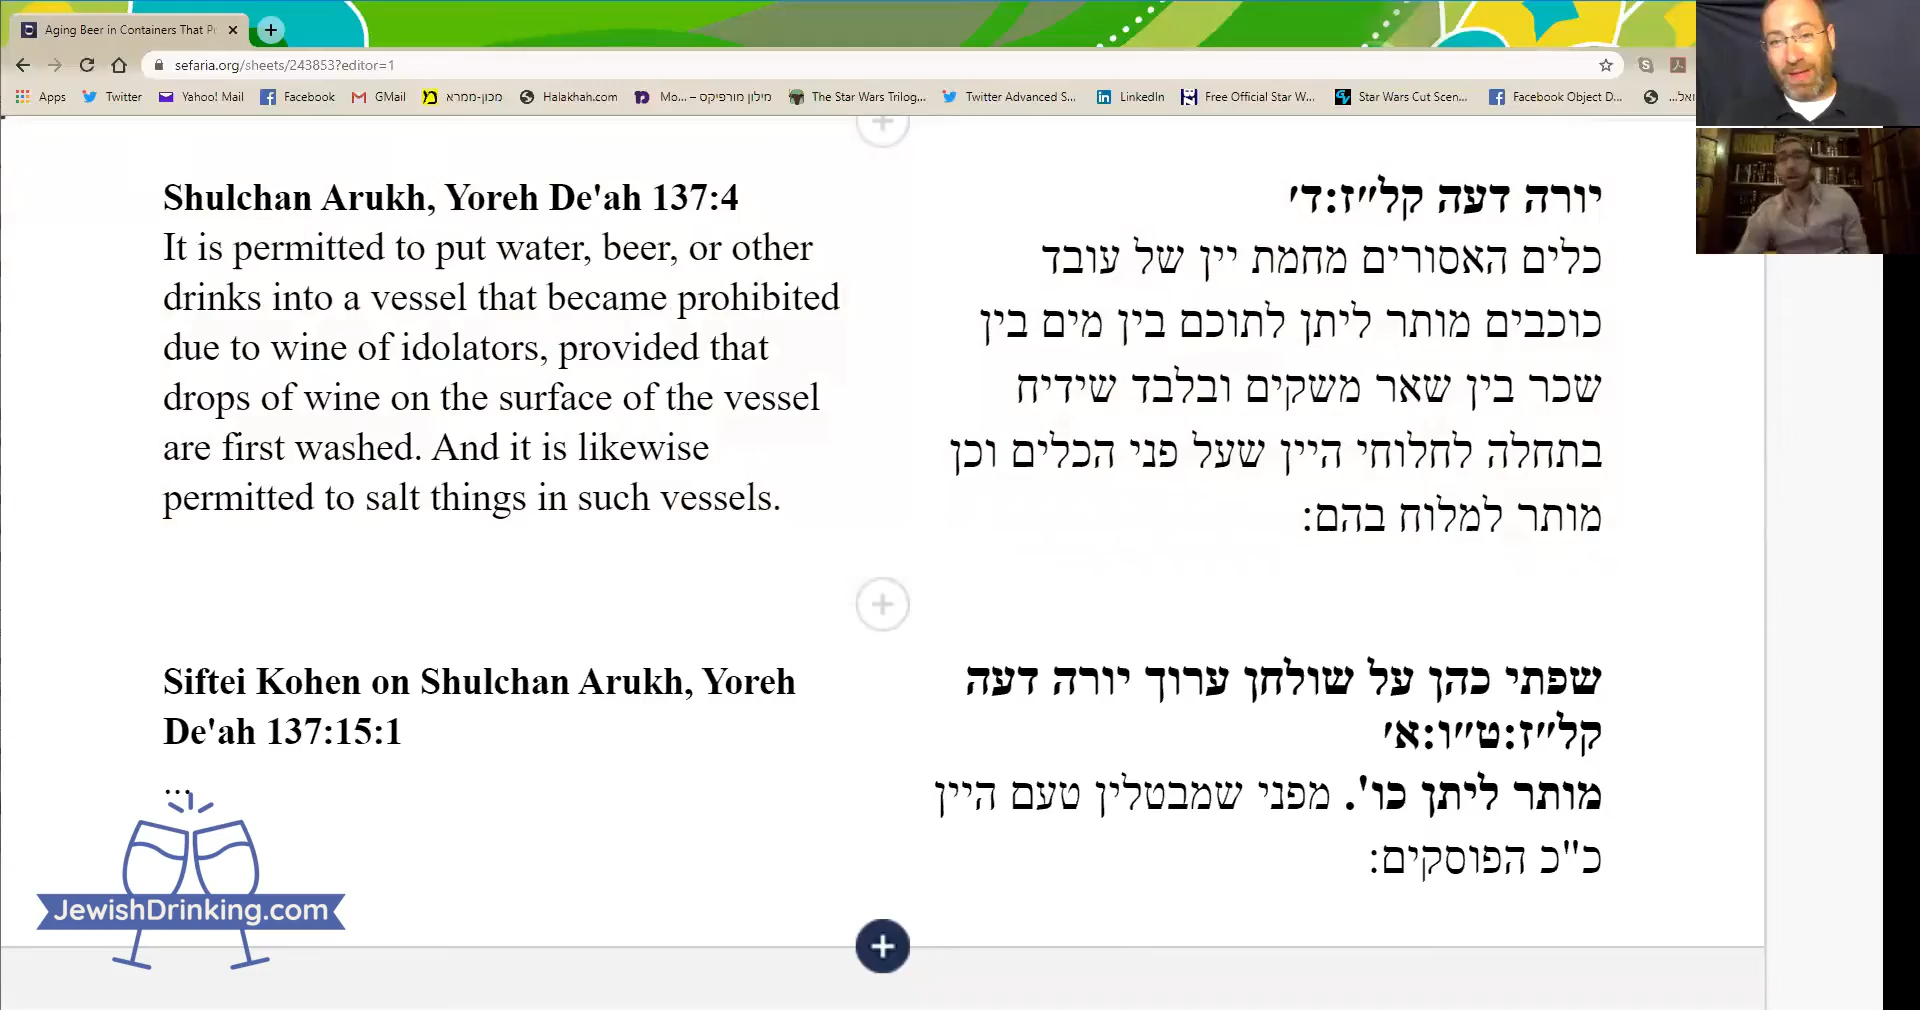 Aging Beer in Containers That P
sefaria.org/sheets/243853?editor=1
Apps Twitter Yahoo! Mail Facebook GMail מכון-ממרא Halakhah.com Mo... – מילון מורפיקס The Star Wars Trilog... Twitter Advanced S... LinkedIn Free Official Star W... Star Wars Cut Scen... Facebook Object D... ואל...
Shulchan Arukh, Yoreh De'ah 137:4
It is permitted to put water, beer, or other
drinks into a vessel that became prohibited
due to wine of idolators, provided that
drops of wine on the surface of the vessel
are first washed. And it is likewise
permitted to salt things in such vessels.
יורה דעה קל״ז:ד׳
כלים האסורים מחמת יין של עובד
כוכבים מותר ליתן לתוכם בין מים בין
שכר בין שאר משקים ובלבד שידיח
בתחלה לחלוחי היין שעל פני הכלים וכן
מותר למלוח בהם:
Siftei Kohen on Shulchan Arukh, Yoreh
De'ah 137:15:1
...
שפתי כהן על שולחן ערוך יורה דעה
קל״ז:ט״ו:א׳
מותר ליתן כו'. מפני שמבטלין טעם היין
כ"כ הפוסקים:
JewishDrinking.com